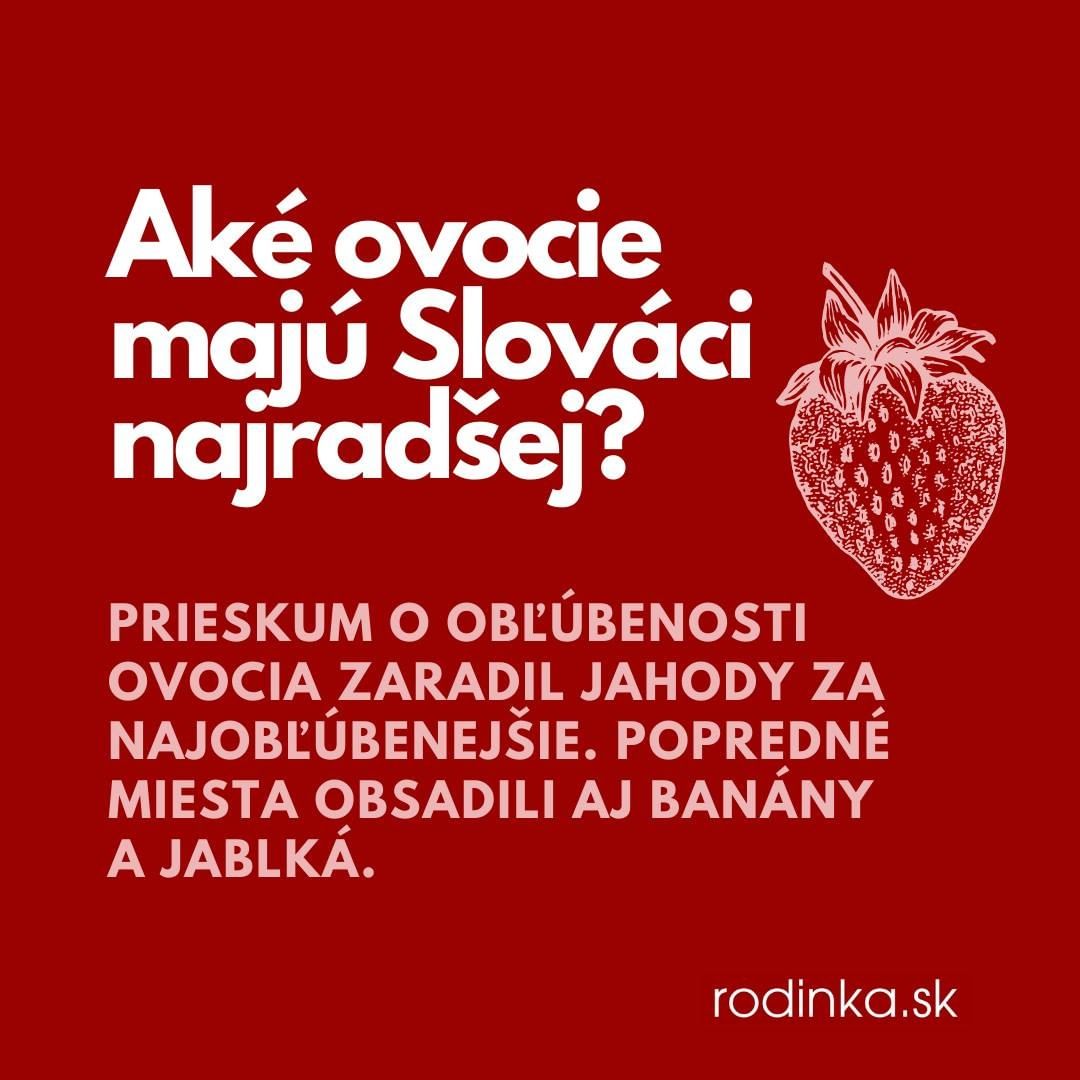 Aké ovocie
majú Slováci
najradšej?
PRIESKUM O OBĽÚBENOSTI
OVOCIA ZARADIL JAHODY ZA
NAJOBĽÚBENEJŠIE. POPREDNÉ
MIESTA OBSADILI AJ BANÁNY
A JABLKÁ.
rodinka.sk